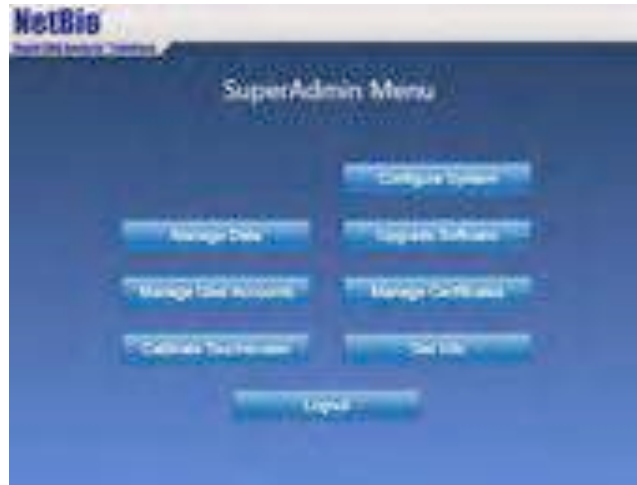 NetBio
SuperAdmin Menu
Configure System
Manage Data
Upgrade Software
Manage User Accounts
Manage Certificates
Calibrate Touchscreen
Logout